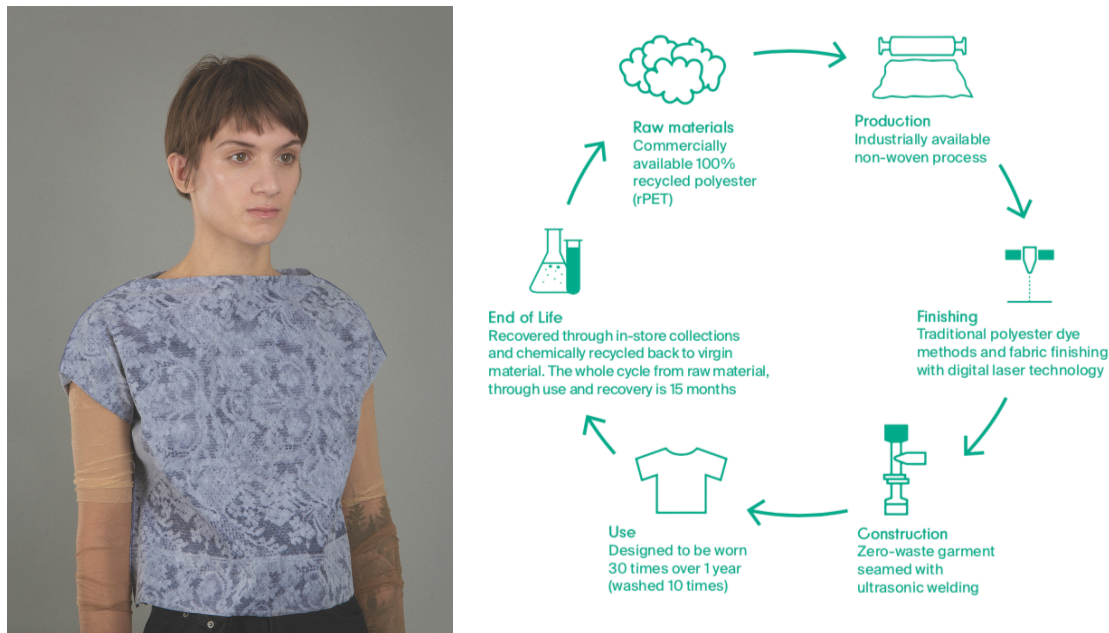 Raw materials
Commercially
available 100%
recycled polyester
(rPET)
Production
Industrially available
non-woven process
Finishing
Traditional polyester dye
methods and fabric finishing
with digital laser technology
Construction
Zero-waste garment
seamed with
ultrasonic welding
Use
Designed to be worn
30 times over 1 year
(washed 10 times)
End of Life
Recovered through in-store collections
and chemically recycled back to virgin
material. The whole cycle from raw material,
through use and recovery is 15 months